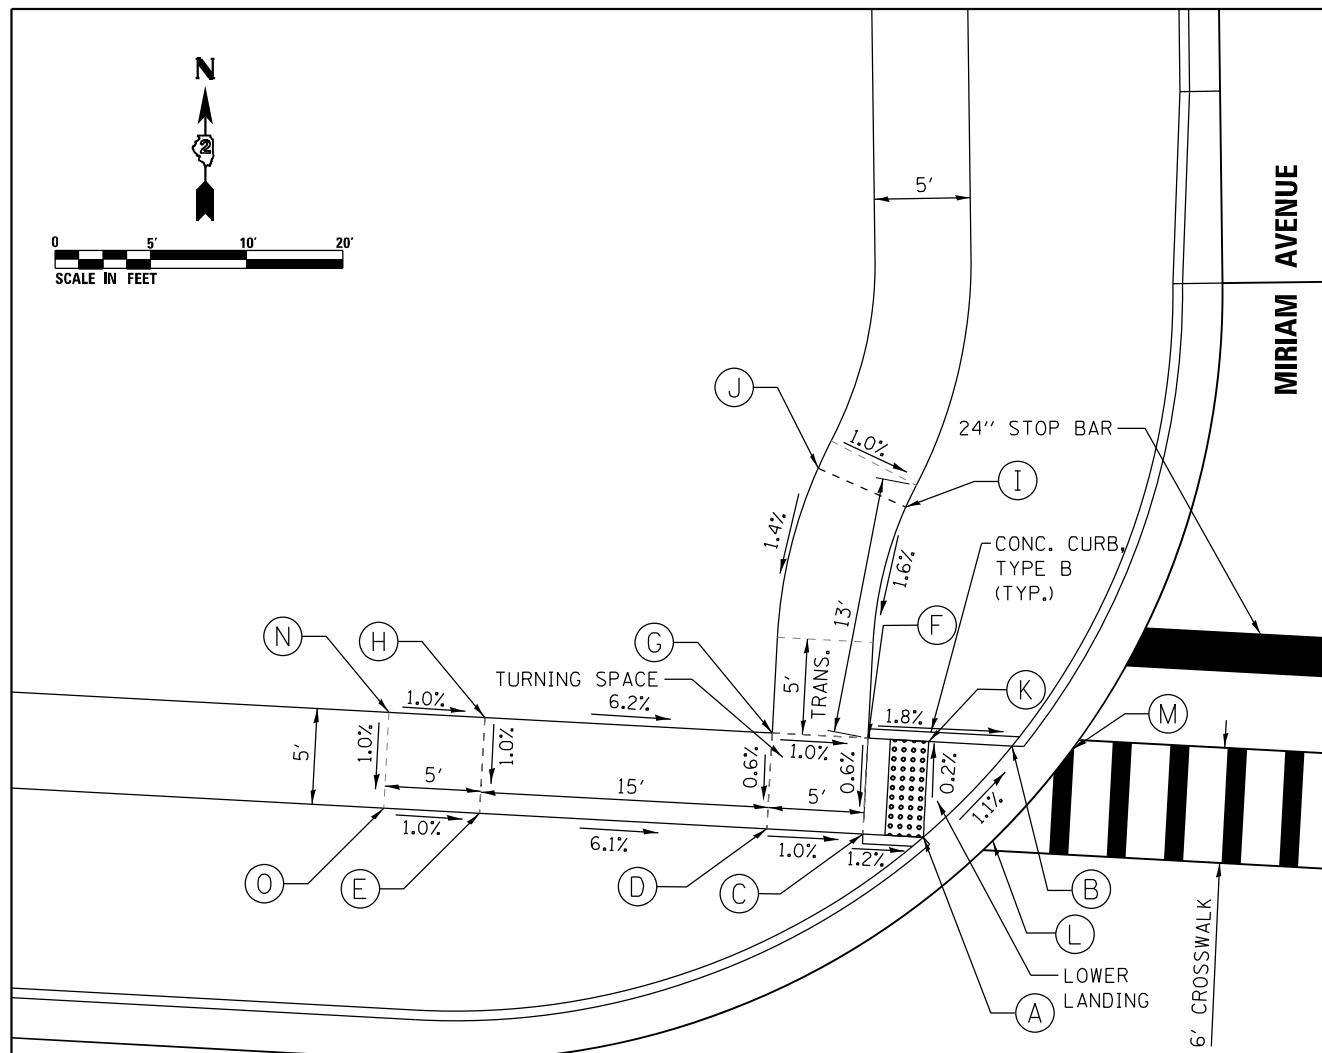 N
2
0 5' 10' 20'
SCALE IN FEET
5'
MIRIAM AVENUE
J
24" STOP BAR
1.0%
I
1.4%
CONC. CURB,
TYPE B
(TYP.)
1.6%
13'
N
H
G
F
TURNING SPACE
5'
TRANS.
K
1.0%
6.2%
1.8%
M
1.0%
1.0%
1.0%
5'
5'
15'
0.6%
5'
0.6%
0.2%
1.0%
6.1%
1.0%
1.2%
1.1%
O
E
D
C
B
L
6' CROSSWALK
LOWER
LANDING
A